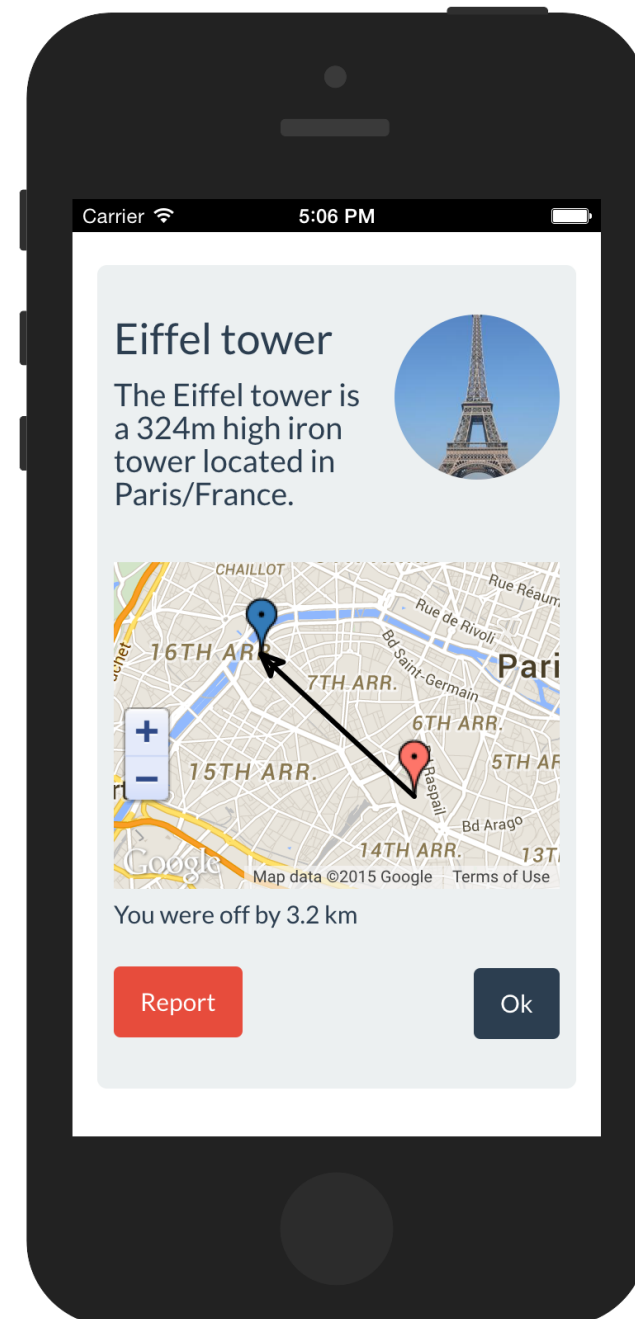 Carrier 5:06 PM
Eiffel tower
The Eiffel tower is
a 324m high iron
tower located in
Paris/France.
CHAILLOT
Rue Réaum
Rue de Rivoli
16TH ARR.
Bd Saint-Germain
Pari
7TH ARR.
6TH ARR.
+
5TH AR
15TH ARR.
Raspail
−
Bd Arago
14TH ARR.
13T
Google
Map data ©2015 Google Terms of Use
You were off by 3.2 km
Report
Ok